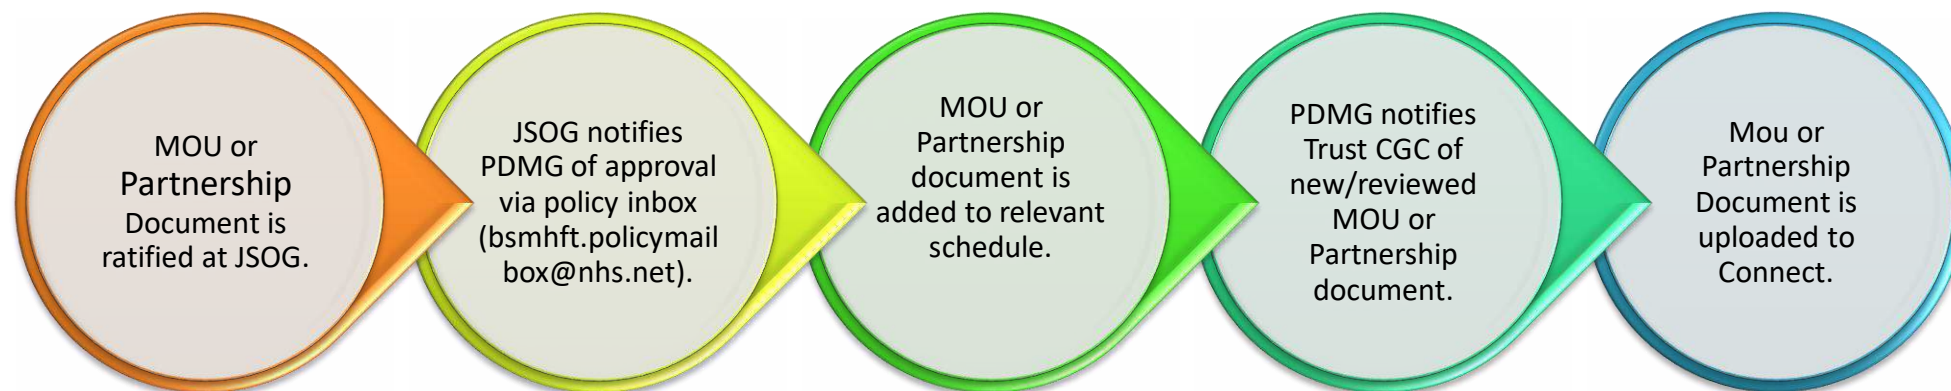 MOU or
Partnership
Document is
ratified at JSOG.
JSOG notifies
PDMG of approval
via policy inbox
(bsmhft.policymail
box@nhs.net).
MOU or
Partnership
document is
added to relevant
schedule.
PDMG notifies
Trust CGC of
new/reviewed
MOU or
Partnership
document.
Mou or
Partnership
Document is
uploaded to
Connect.